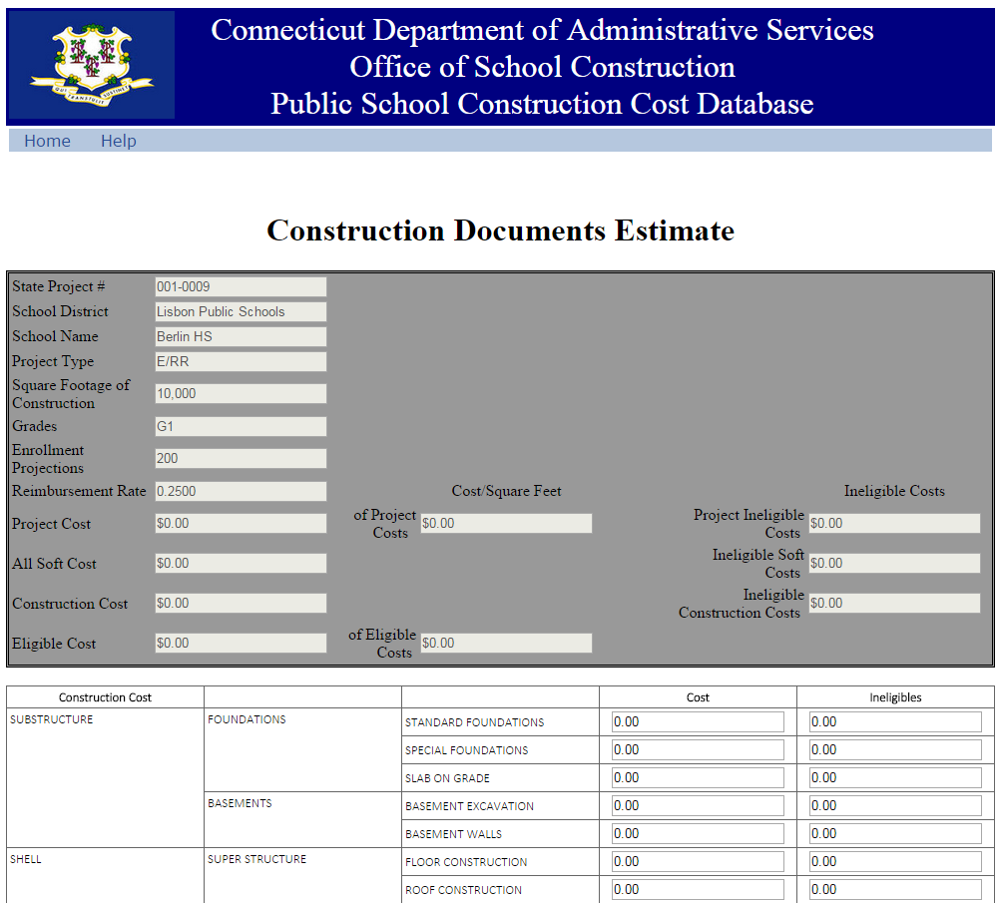 Connecticut Department of Administrative Services
Office of School Construction
Public School Construction Cost Database
QUI TRANSTULIT SUSTINET
Home Help
Construction Documents Estimate
State Project # 001-0009
School District Lisbon Public Schools
School Name Berlin HS
Project Type E/RR
Square Footage of
Construction 10,000
Grades G1
Enrollment
Projections 200
Reimbursement Rate 0.2500 Cost/Square Feet Ineligible Costs
Project Cost $0.00 of Project
Costs $0.00 Project Ineligible
Costs $0.00
All Soft Cost $0.00 Ineligible Soft
Costs $0.00
Construction Cost $0.00 Ineligible
Construction Costs $0.00
Eligible Cost $0.00 of Eligible
Costs $0.00
Construction Cost Cost Ineligibles
SUBSTRUCTURE FOUNDATIONS STANDARD FOUNDATIONS 0.00 0.00
SPECIAL FOUNDATIONS 0.00 0.00
SLAB ON GRADE 0.00 0.00
BASEMENTS BASEMENT EXCAVATION 0.00 0.00
BASEMENT WALLS 0.00 0.00
SHELL SUPER STRUCTURE FLOOR CONSTRUCTION 0.00 0.00
ROOF CONSTRUCTION 0.00 0.00